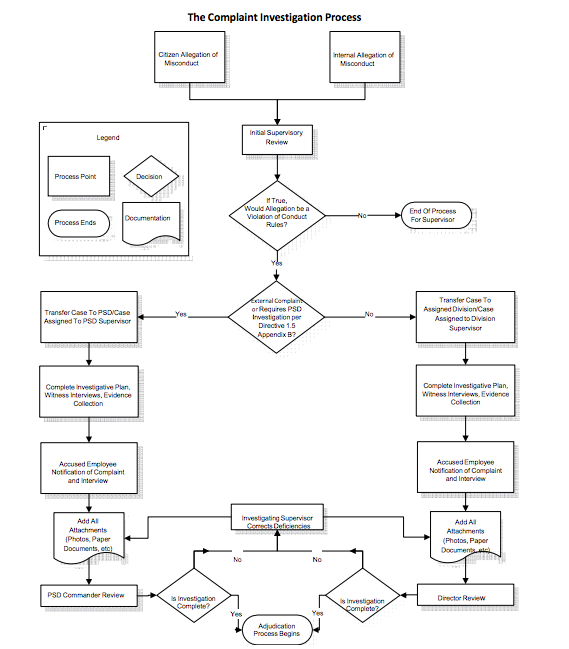 The Complaint Investigation Process
Citizen Allegation of
Misconduct
Internal Allegation of
Misconduct
Legend
Process Point
Decision
Process Ends
Documentation
Initial Supervisory
Review
If True,
Would Allegation be a
Violation of Conduct
Rules?
No
End Of Process
For Supervisor
Yes
External Complaint
or Requires PSD
Investigation per
Directive 1.5
Appendix B?
Yes
No
Transfer Case To PSD/Case
Assigned To PSD Supervisor
Transfer Case To
Assigned Division/Case
Assigned to Division
Supervisor
Complete Investigative Plan,
Witness Interviews, Evidence
Collection
Complete Investigative Plan,
Witness Interviews, Evidence
Collection
Accused Employee
Notification of Complaint
and Interview
Accused Employee
Notification of Complaint
and Interview
Add All
Attachments
(Photos, Paper
Documents, etc)
Investigating Supervisor
Corrects Deficiencies
Add All
Attachments
(Photos, Paper
Documents, etc)
No
No
PSD Commander Review
Is Investigation
Complete?
Is Investigation
Complete?
Director Review
Yes
Yes
Adjudication
Process Begins